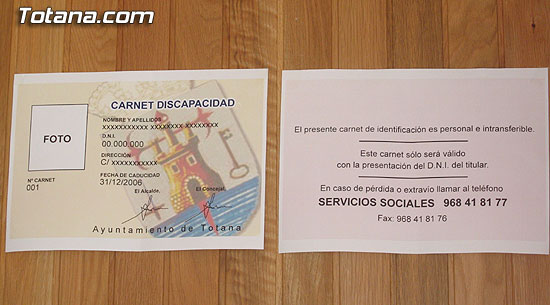 Totana.com
CARNET DISCAPACIDAD
NOMBRE Y APELLIDOS
XXXXXXXXXXX XXXXXXXX XXXXXXXX
D.N.I.
00.000.000
DIRECCIÓN
C/ XXXXXXXXXXX
FECHA DE CADUCIDAD
31/12/2006
FOTO
Nº CARNET
001
El Alcalde, El Concejal,
Ayuntamiento de Totana
El presente carnet de identificación es personal e intransferible.
Este carnet sólo será válido
con la presentación del D.N.I. del titular.
En caso de pérdida o extravío llamar al teléfono
SERVICIOS SOCIALES 968 41 81 77
Fax: 968 41 81 76